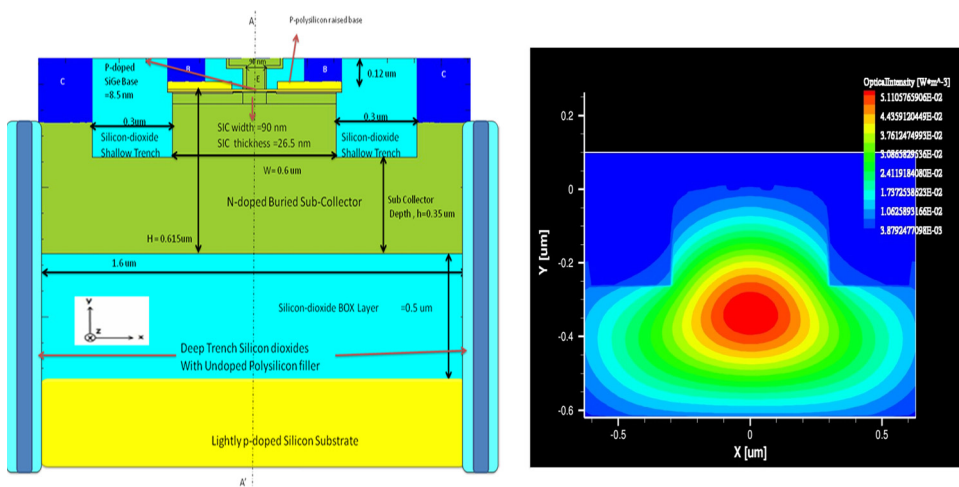 A
P-polysilicon raised base
P-doped
SiGe Base
=8.5 nm
C
B
90 nm
E
B
C
0.12 um
0.3um
0.3um
Silicon-dioxide
Shallow Trench
SIC width =90 nm
SIC thickness =26.5 nm
Silicon-dioxide
Shallow Trench
W= 0.6um
N-doped Buried Sub-Collector
Sub Collector
Depth , h=0.35um
H = 0.615um
1.6um
Silicon-dioxide BOX Layer =0.5 um
Y
Z
X
Deep Trench Silicon dioxides
With Undoped Polysilicon filler
Lightly p-doped Silicon Substrate
A'
OpticalIntensity [W*m^-3]
5.1105765906E-02
4.4359120449E-02
3.7612474993E-02
3.0865829536E-02
2.4119184080E-02
1.7372538623E-02
1.0625893166E-02
3.8792477098E-03
Y [um]
0.2
0
-0.2
-0.4
-0.6
-0.5
0
0.5
X [um]